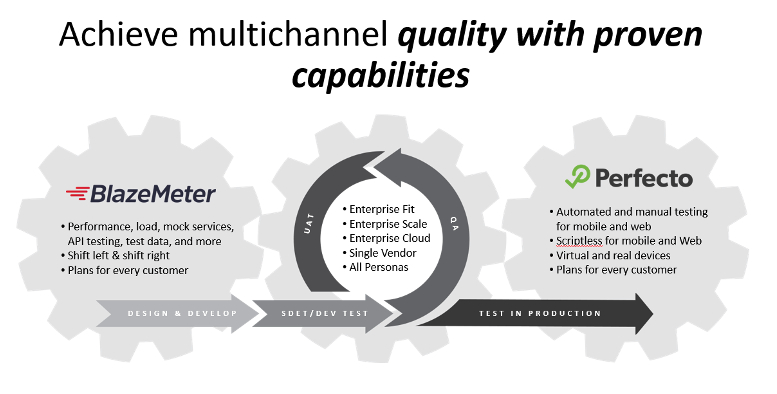 Achieve multichannel quality with proven
capabilities
BlazeMeter
• Performance, load, mock services,
API testing, test data, and more
• Shift left & shift right
• Plans for every customer
UAT
QA
• Enterprise Fit
• Enterprise Scale
• Enterprise Cloud
• Single Vendor
• All Personas
Perfecto
• Automated and manual testing
for mobile and web
• Scriptless for mobile and Web
• Virtual and real devices
• Plans for every customer
DESIGN & DEVELOP
SDET/DEV TEST
TEST IN PRODUCTION